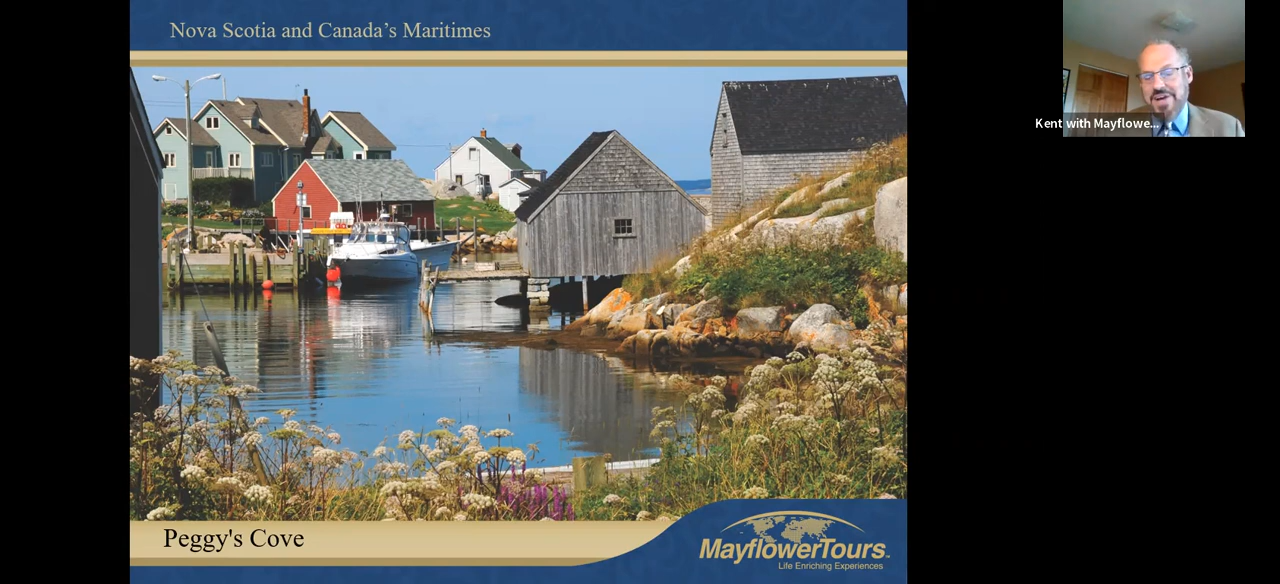 Nova Scotia and Canada’s Maritimes
Kent with Mayflowe...
Peggy's Cove
MayflowerTours
Life Enriching Experiences